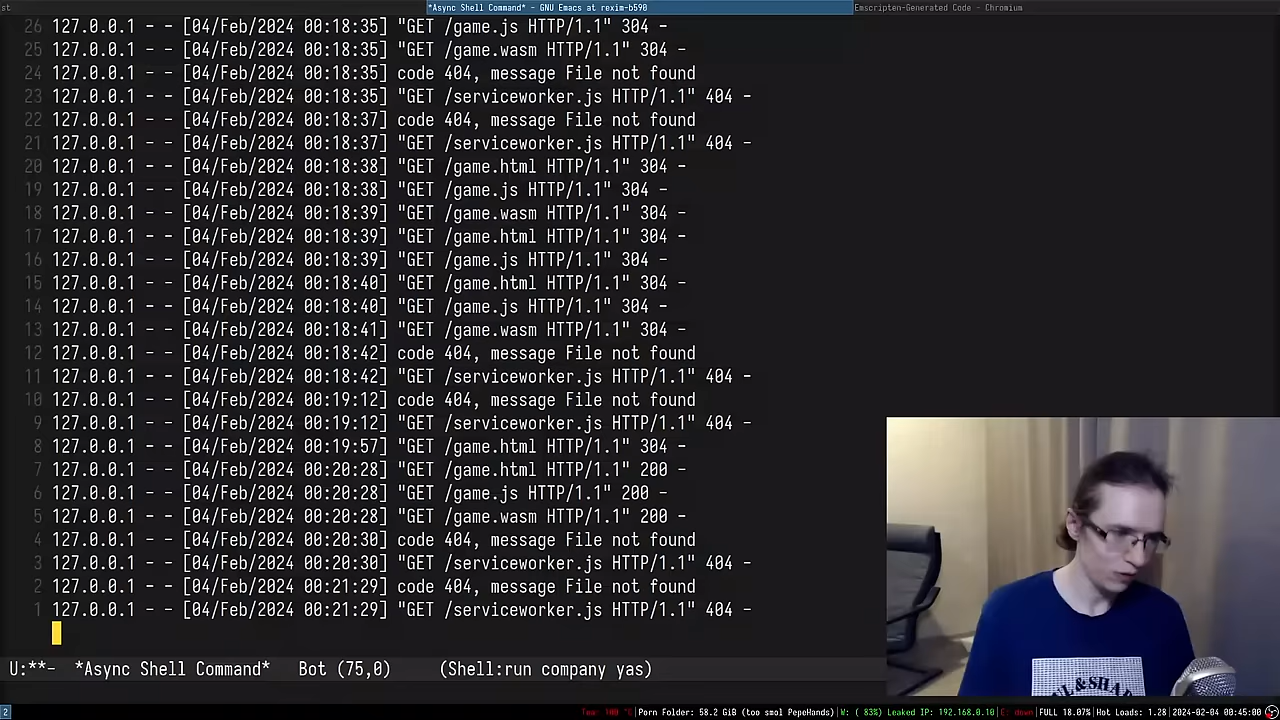 st
*Async Shell Command* - GNU Emacs at rexim-b590
Emscripten-Generated Code - Chromium
26 127.0.0.1 - - [04/Feb/2024 00:18:35] "GET /game.js HTTP/1.1" 304 -
25 127.0.0.1 - - [04/Feb/2024 00:18:35] "GET /game.wasm HTTP/1.1" 304 -
24 127.0.0.1 - - [04/Feb/2024 00:18:35] code 404, message File not found
23 127.0.0.1 - - [04/Feb/2024 00:18:35] "GET /serviceworker.js HTTP/1.1" 404 -
22 127.0.0.1 - - [04/Feb/2024 00:18:37] code 404, message File not found
21 127.0.0.1 - - [04/Feb/2024 00:18:37] "GET /serviceworker.js HTTP/1.1" 404 -
20 127.0.0.1 - - [04/Feb/2024 00:18:38] "GET /game.html HTTP/1.1" 304 -
19 127.0.0.1 - - [04/Feb/2024 00:18:38] "GET /game.js HTTP/1.1" 304 -
18 127.0.0.1 - - [04/Feb/2024 00:18:39] "GET /game.wasm HTTP/1.1" 304 -
17 127.0.0.1 - - [04/Feb/2024 00:18:39] "GET /game.html HTTP/1.1" 304 -
16 127.0.0.1 - - [04/Feb/2024 00:18:39] "GET /game.js HTTP/1.1" 304 -
15 127.0.0.1 - - [04/Feb/2024 00:18:40] "GET /game.html HTTP/1.1" 304 -
14 127.0.0.1 - - [04/Feb/2024 00:18:40] "GET /game.js HTTP/1.1" 304 -
13 127.0.0.1 - - [04/Feb/2024 00:18:41] "GET /game.wasm HTTP/1.1" 304 -
12 127.0.0.1 - - [04/Feb/2024 00:18:42] code 404, message File not found
11 127.0.0.1 - - [04/Feb/2024 00:18:42] "GET /serviceworker.js HTTP/1.1" 404 -
10 127.0.0.1 - - [04/Feb/2024 00:19:12] code 404, message File not found
9 127.0.0.1 - - [04/Feb/2024 00:19:12] "GET /serviceworker.js HTTP/1.1" 404 -
8 127.0.0.1 - - [04/Feb/2024 00:19:57] "GET /game.html HTTP/1.1" 304 -
7 127.0.0.1 - - [04/Feb/2024 00:20:28] "GET /game.html HTTP/1.1" 200 -
6 127.0.0.1 - - [04/Feb/2024 00:20:28] "GET /game.js HTTP/1.1" 200 -
5 127.0.0.1 - - [04/Feb/2024 00:20:28] "GET /game.wasm HTTP/1.1" 200 -
4 127.0.0.1 - - [04/Feb/2024 00:20:30] code 404, message File not found
3 127.0.0.1 - - [04/Feb/2024 00:20:30] "GET /serviceworker.js HTTP/1.1" 404 -
2 127.0.0.1 - - [04/Feb/2024 00:21:29] code 404, message File not found
1 127.0.0.1 - - [04/Feb/2024 00:21:29] "GET /serviceworker.js HTTP/1.1" 404 -
U:**- *Async Shell Command* Bot (75,0) (Shell:run company yas)
L & SHA
2
100 °C|Porn Folder: 58.2 GiB (too smol PepeHands)|W: ( 83%) Leaked IP: 192.168.0.10|E: down|FULL 18.07%|Hot Loads: 1.28|2024-02-04 00:45:00